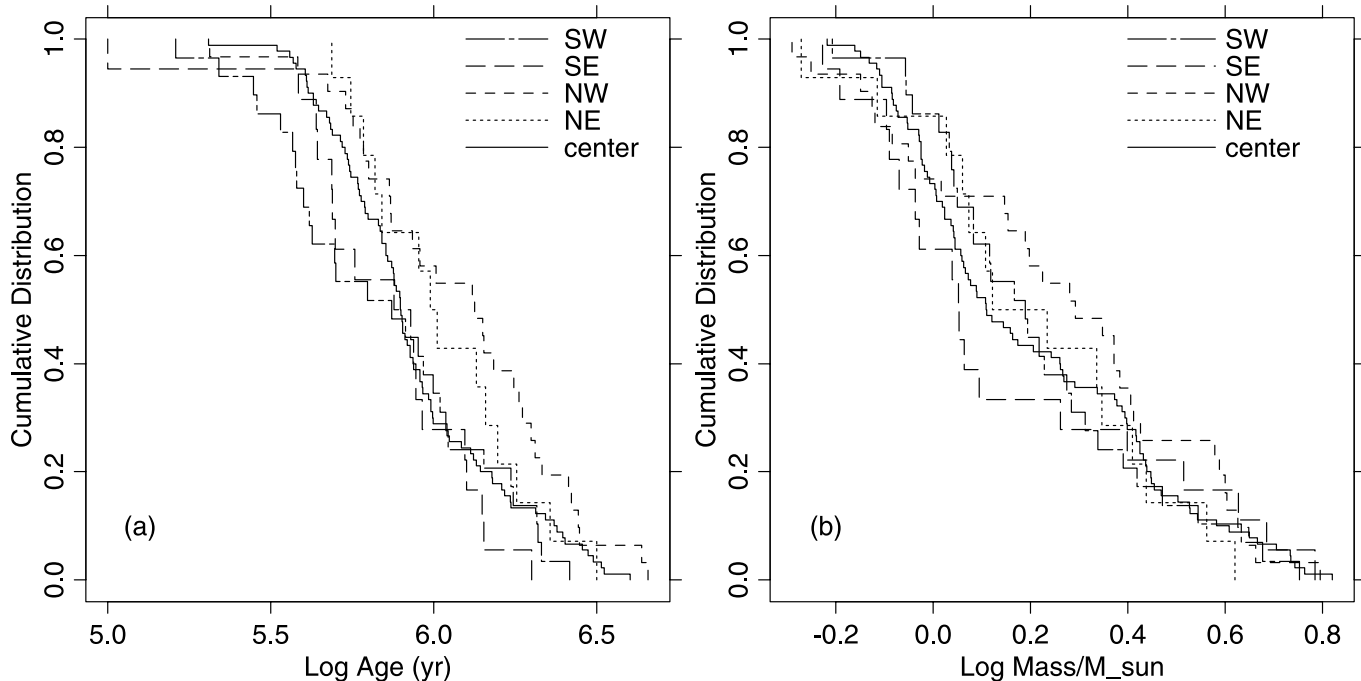 Cumulative Distribution
0.0 0.2 0.4 0.6 0.8 1.0
SW
SE
NW
NE
center
(a)
5.0 5.5 6.0 6.5
Log Age (yr)
Cumulative Distribution
0.0 0.2 0.4 0.6 0.8 1.0
SW
SE
NW
NE
center
(b)
-0.2 0.0 0.2 0.4 0.6 0.8
Log Mass/M_sun